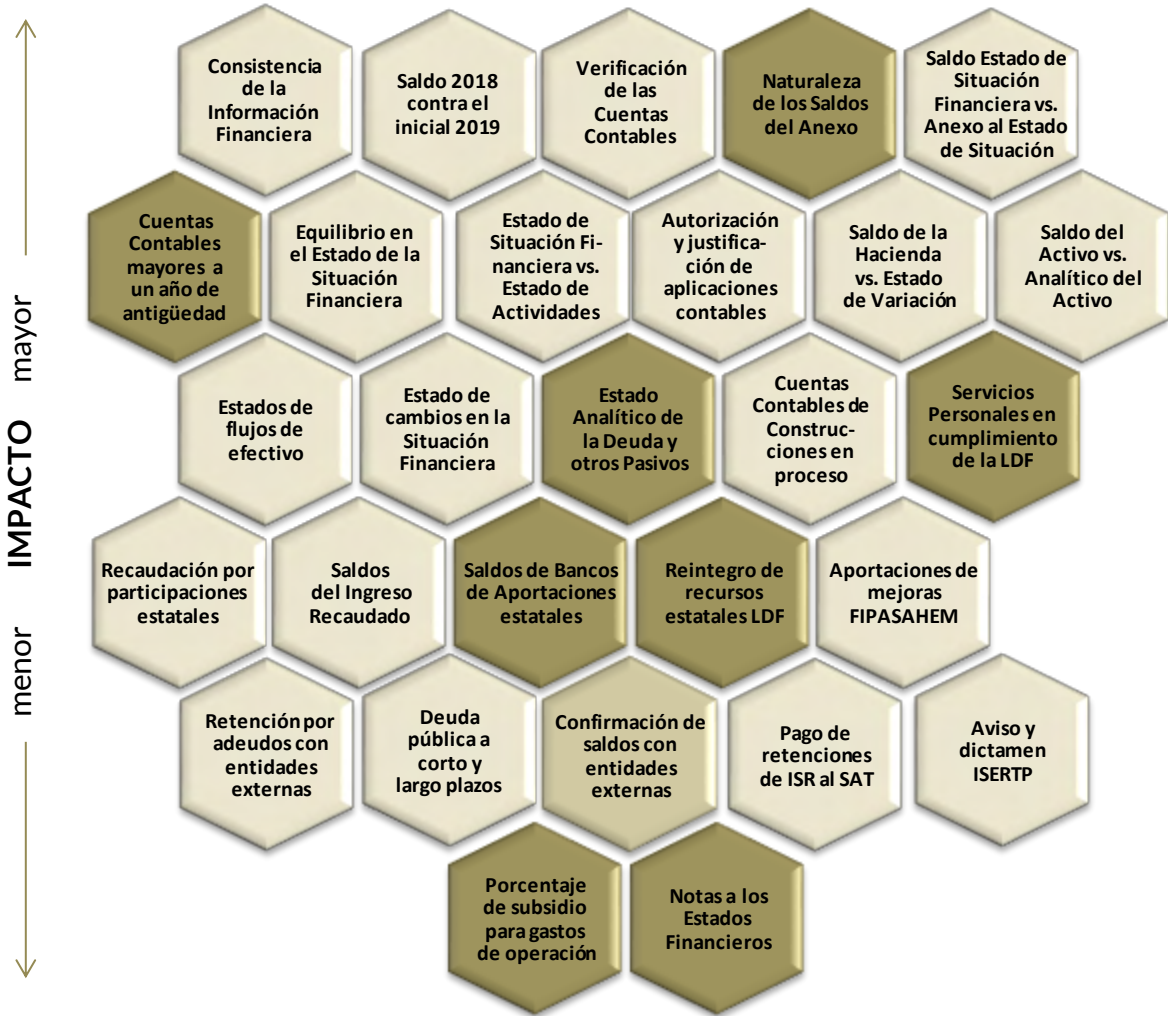 Consistencia
de la
Información
Financiera
Saldo 2018
contra el
inicial 2019
Verificación
de las
Cuentas
Contables
Naturaleza
de los Saldos
del Anexo
Saldo Estado de
Situación
Financiera vs.
Anexo al Estado
de Situación
Cuentas
Contables
mayores a
un año de
antigüedad
Equilibrio en
el Estado de la
Situación
Financiera
Estado de
Situación Fi-
nanciera vs.
Estado de
Actividades
Autorización
y justifica-
ción de
aplicaciones
contables
Saldo de la
Hacienda
vs. Estado
de Variación
Saldo del
Activo vs.
Analítico del
Activo
Estados de
flujos de
efectivo
Estado de
cambios en la
Situación
Financiera
Estado
Analítico de
la Deuda y
otros Pasivos
Cuentas
Contables de
Construc-
ciones en
proceso
Servicios
Personales en
cumplimiento
de la LDF
Recaudación por
participaciones
estatales
Saldos
del Ingreso
Recaudado
Saldos de Bancos
de Aportaciones
estatales
Reintegro de
recursos
estatales LDF
Aportaciones de
mejoras
FIPASAHEM
Retención por
adeudos con
entidades
externas
Deuda
pública a
corto y
largo plazos
Confirmación de
saldos con
entidades
externas
Pago de
retenciones
de ISR al SAT
Aviso y
dictamen
ISERTP
Porcentaje
de subsidio
para gastos
de operación
Notas a los
Estados
Financieros
menor IMPACTO mayor